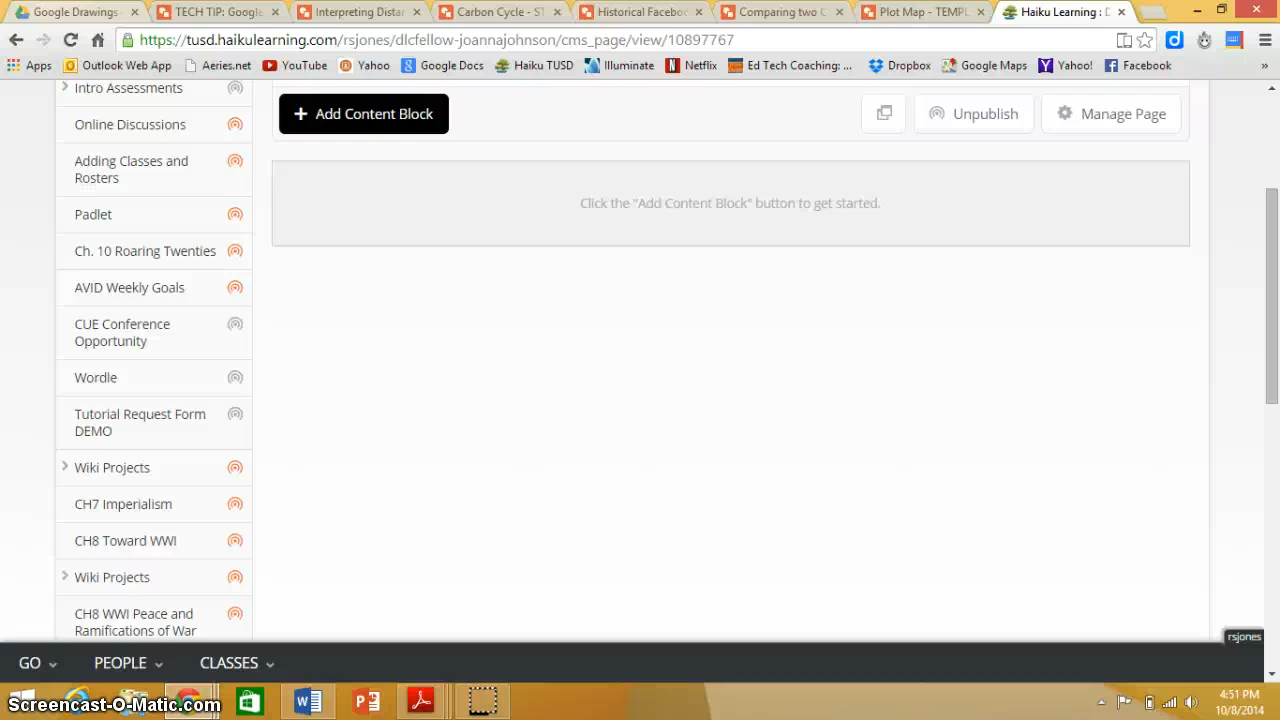 Google Drawings
TECH TIP: Google
Interpreting Distan
Carbon Cycle - ST
Historical Faceboo
Comparing two C
Plot Map - TEMPL
Haiku Learning : D
https://tusd.haikulearning.com/rsjones/dlcfellow-joannajohnson/cms_page/view/10897767
Apps
Outlook Web App
Aeries.net
YouTube
Yahoo
Google Docs
Haiku TUSD
Illuminate
Netflix
Ed Tech Coaching: ...
Dropbox
Google Maps
Yahoo!
Facebook
»
Intro Assessments
Online Discussions
Adding Classes and
Rosters
Padlet
Ch. 10 Roaring Twenties
AVID Weekly Goals
CUE Conference
Opportunity
Wordle
Tutorial Request Form
DEMO
Wiki Projects
CH7 Imperialism
CH8 Toward WWI
Wiki Projects
CH8 WWI Peace and
Ramifications of War
+ Add Content Block
Unpublish
Manage Page
Click the "Add Content Block" button to get started.
rsjones
GO
PEOPLE
CLASSES
Screencast-O-Matic.com
4:51 PM
10/8/2014